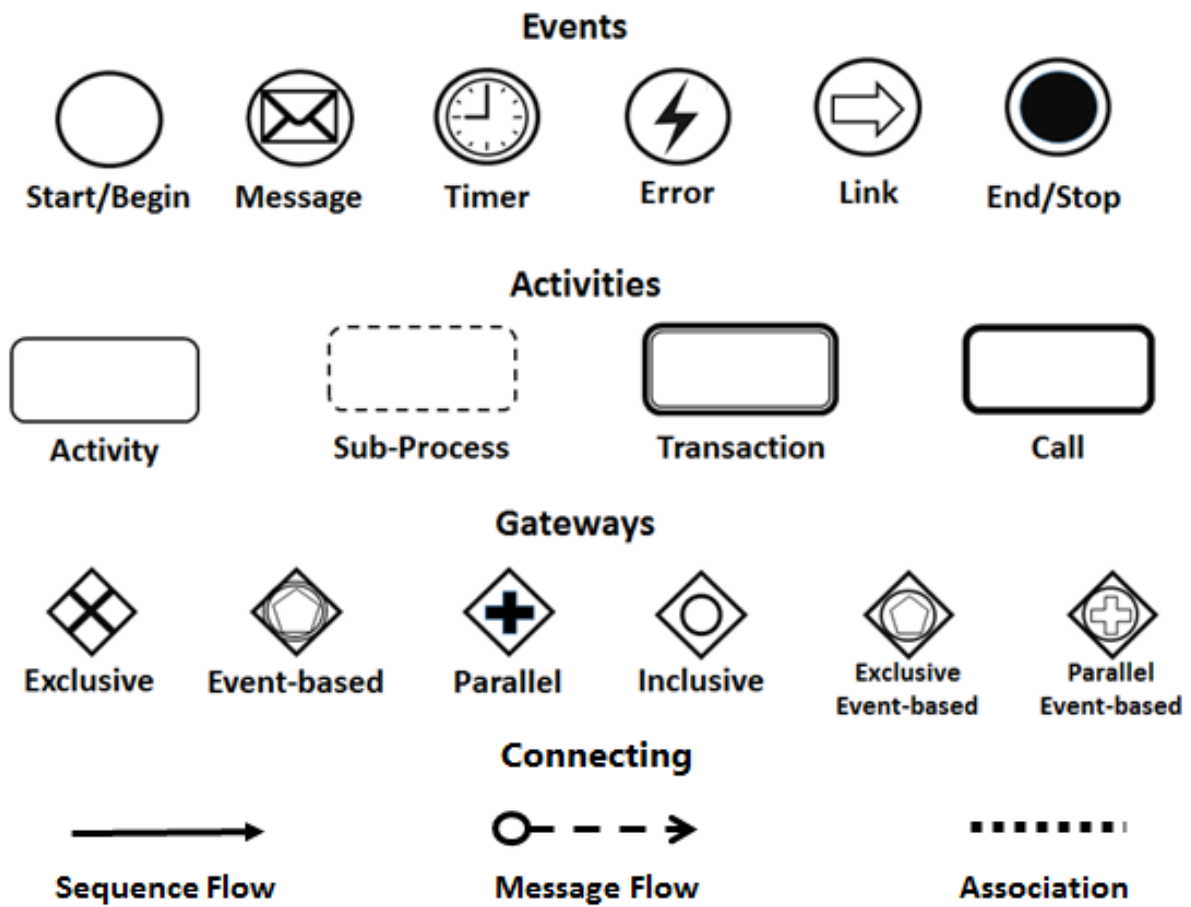 Events
Start/Begin Message Timer Error Link End/Stop
Activities
Activity Sub-Process Transaction Call
Gateways
Exclusive Event-based Parallel Inclusive Exclusive Event-based Parallel Event-based
Connecting
Sequence Flow Message Flow Association